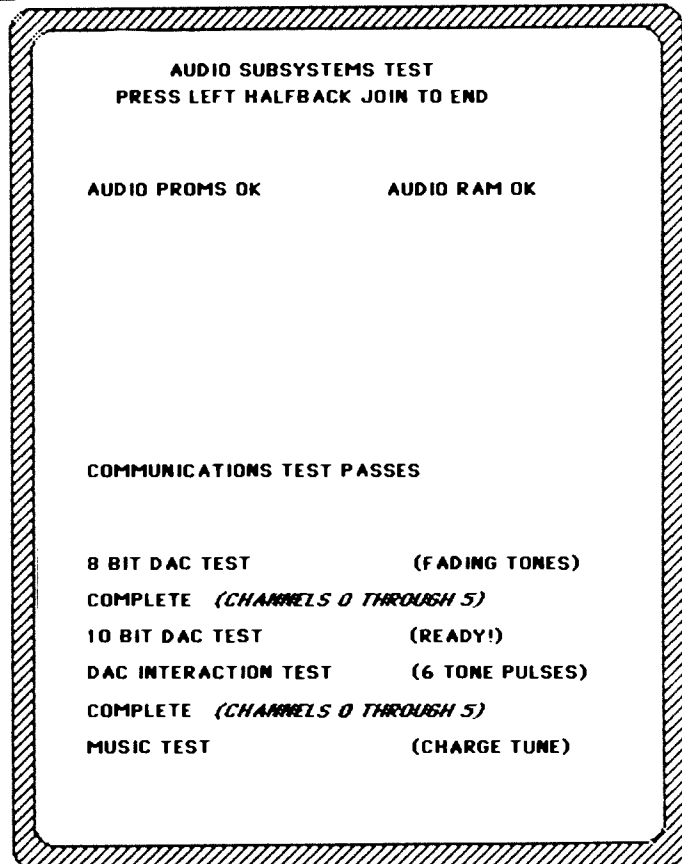 AUDIO SUBSYSTEMS TEST
PRESS LEFT HALFBACK JOIN TO END
AUDIO PROMS OK AUDIO RAM OK
COMMUNICATIONS TEST PASSES
8 BIT DAC TEST (FADING TONES)
COMPLETE (CHANNELS 0 THROUGH 5)
10 BIT DAC TEST (READY!)
DAC INTERACTION TEST (6 TONE PULSES)
COMPLETE (CHANNELS 0 THROUGH 5)
MUSIC TEST (CHARGE TUNE)